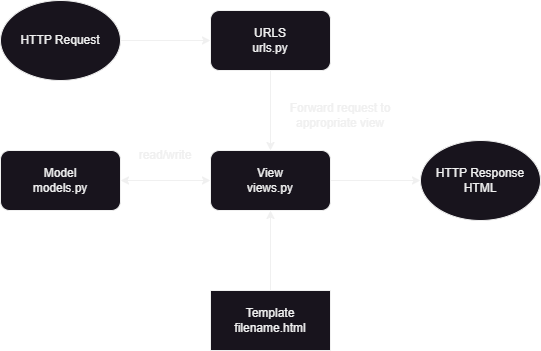 HTTP Request
URLS
urls.py
Forward request to
appropriate view
read/write
Model
models.py
View
views.py
HTTP Response
HTML
Template
filename.html